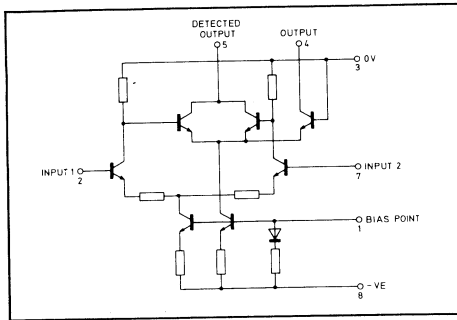 DETECTED
OUTPUT
5
OUTPUT
4
0V
3
INPUT 1
2
INPUT 2
7
BIAS POINT
1
-VE
8